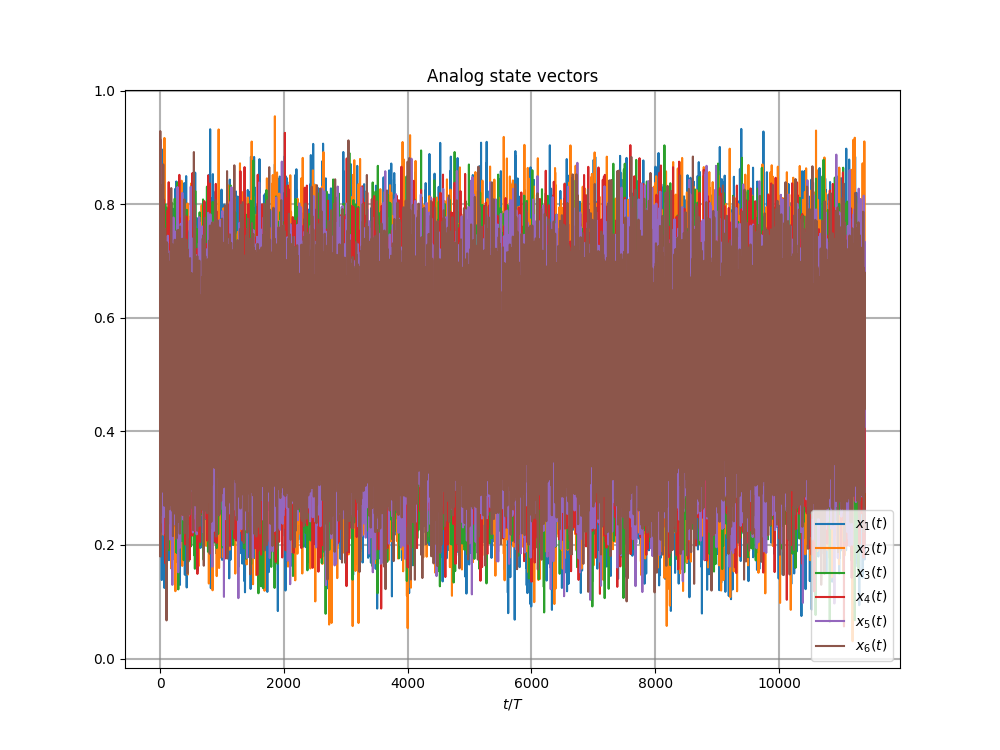 Analog state vectors
1.0
0.8
0.6
0.4
0.2
0.0
0 2000 4000 6000 8000 10000
t/T
x₁(t)
x₂(t)
x₃(t)
x₄(t)
x₅(t)
x₆(t)